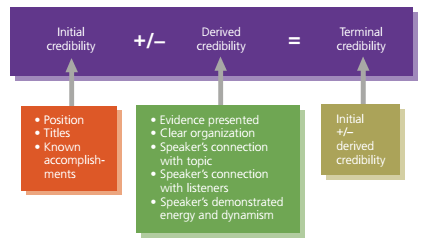 Initial
credibility
+/–
Derived
credibility
=
Terminal
credibility
• Position
• Titles
• Known
accomplish-
ments
• Evidence presented
• Clear organization
• Speaker's connection
with topic
• Speaker's connection
with listeners
• Speaker's demonstrated
energy and dynamism
Initial
+/–
derived
credibility